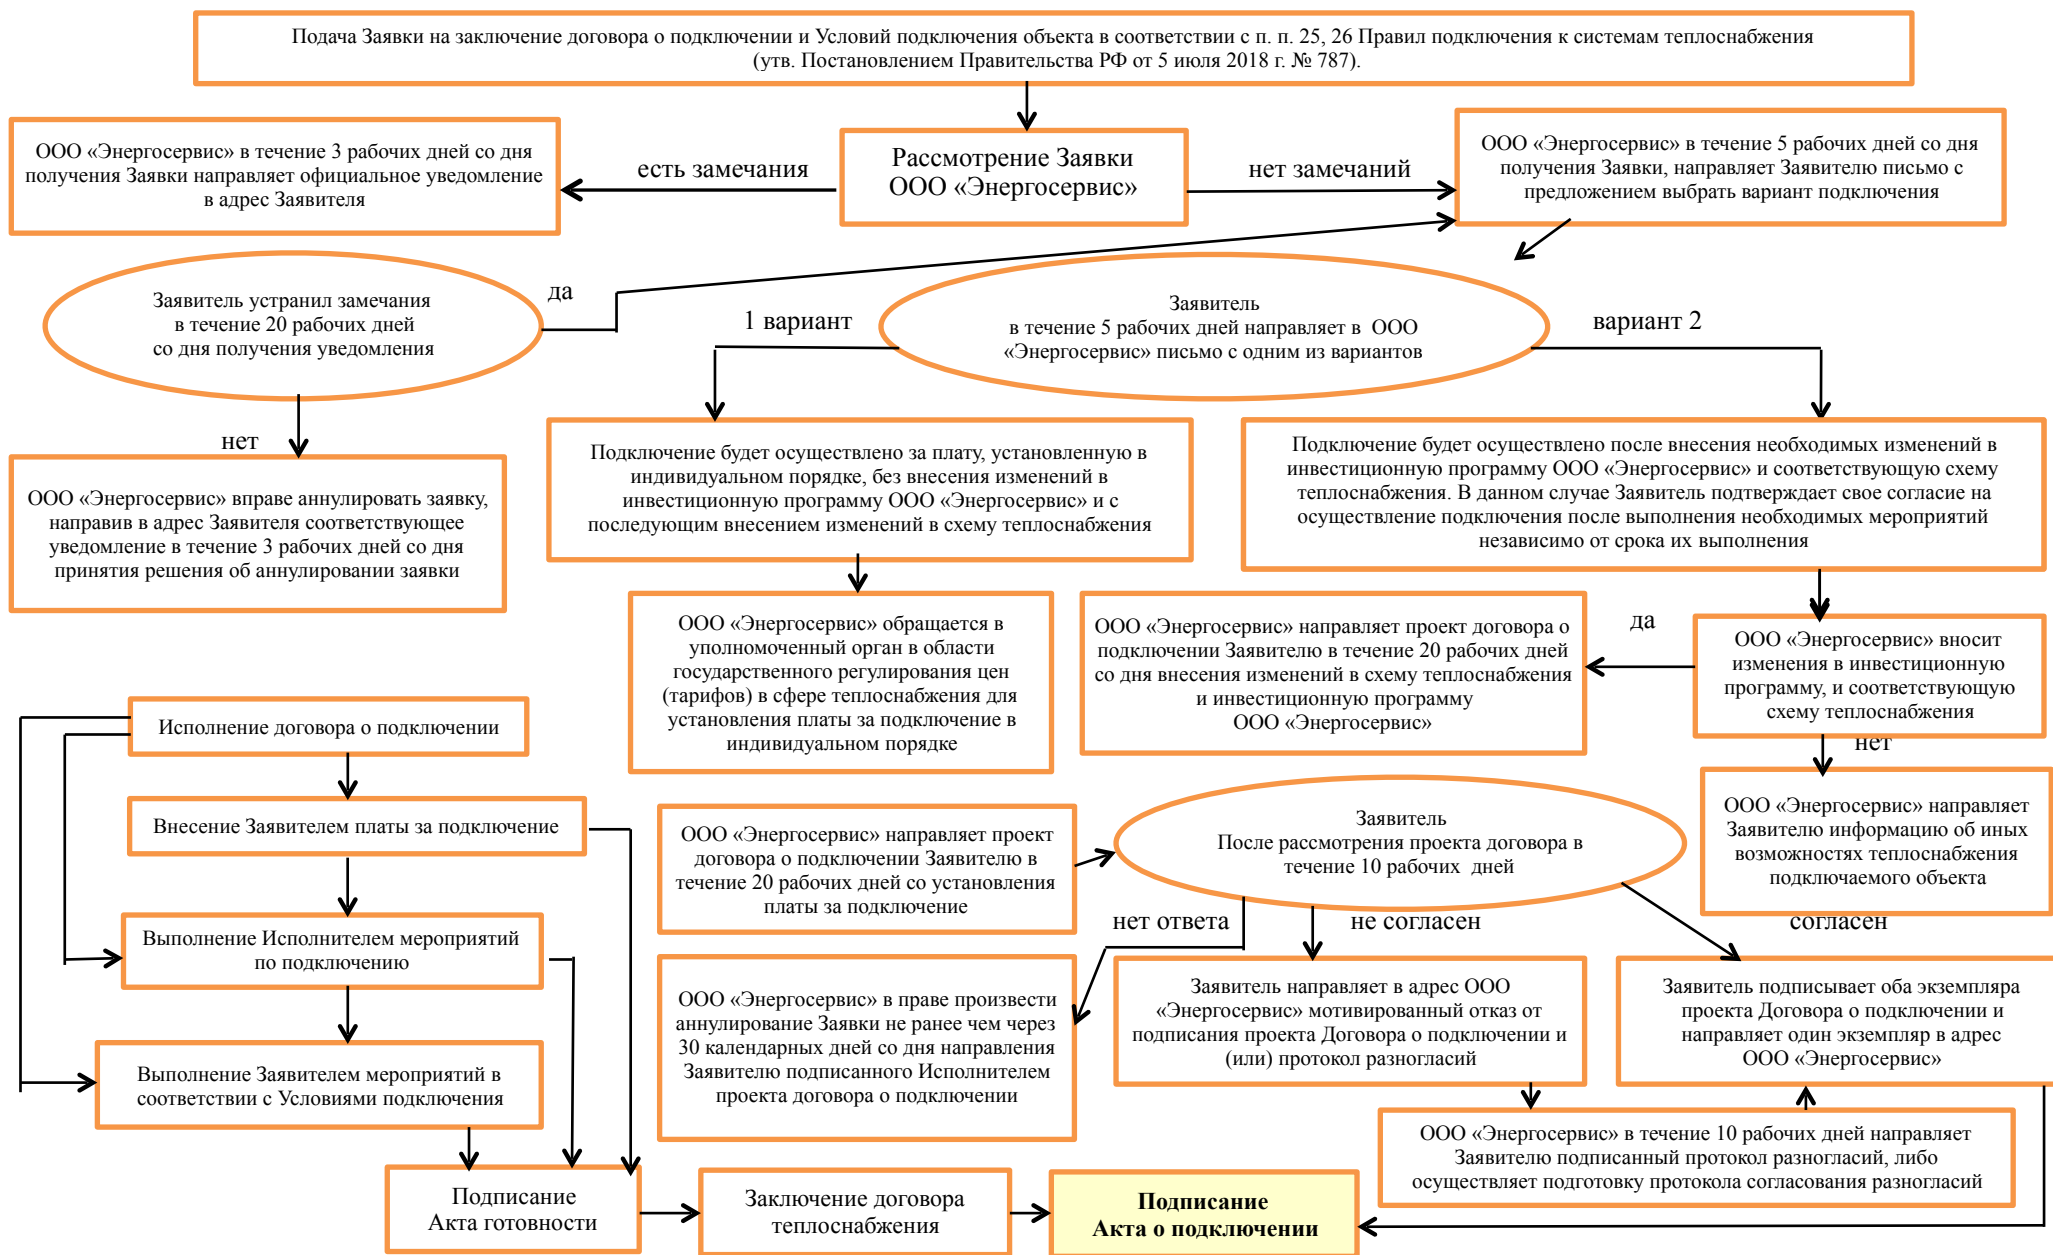 Подача Заявки на заключение договора о подключении и Условий подключения объекта в соответствии с п. п. 25, 26 Правил подключения к системам теплоснабжения
(утв. Постановлением Правительства РФ от 5 июля 2018 г. № 787).
ООО «Энергосервис» в течение 3 рабочих дней со дня
получения Заявки направляет официальное уведомление
в адрес Заявителя
есть замечания
Рассмотрение Заявки
ООО «Энергосервис»
нет замечаний
ООО «Энергосервис» в течение 5 рабочих дней со дня
получения Заявки, направляет Заявителю письмо с
предложением выбрать вариант подключения
Заявитель устранил замечания
в течение 20 рабочих дней
со дня получения уведомления
да
1 вариант
Заявитель
в течение 5 рабочих дней направляет в ООО
«Энергосервис» письмо с одним из вариантов
вариант 2
нет
ООО «Энергосервис» вправе аннулировать заявку,
направив в адрес Заявителя соответствующее
уведомление в течение 3 рабочих дней со дня
принятия решения об аннулировании заявки
Подключение будет осуществлено за плату, установленную в
индивидуальном порядке, без внесения изменений в
инвестиционную программу ООО «Энергосервис» и с
последующим внесением изменений в схему теплоснабжения
Подключение будет осуществлено после внесения необходимых изменений в
инвестиционную программу ООО «Энергосервис» и соответствующую схему
теплоснабжения. В данном случае Заявитель подтверждает свое согласие на
осуществление подключения после выполнения необходимых мероприятий
независимо от срока их выполнения
ООО «Энергосервис» обращается в
уполномоченный орган в области
государственного регулирования цен
(тарифов) в сфере теплоснабжения для
установления платы за подключение в
индивидуальном порядке
ООО «Энергосервис» направляет проект договора о
подключении Заявителю в течение 20 рабочих дней
со дня внесения изменений в схему теплоснабжения
и инвестиционную программу
ООО «Энергосервис»
да
ООО «Энергосервис» вносит
изменения в инвестиционную
программу, и соответствующую
схему теплоснабжения
нет
ООО «Энергосервис» направляет
Заявителю информацию об иных
возможностях теплоснабжения
подключаемого объекта
Исполнение договора о подключении
Внесение Заявителем платы за подключение
Выполнение Исполнителем мероприятий
по подключению
Выполнение Заявителем мероприятий в
соответствии с Условиями подключения
ООО «Энергосервис» направляет проект
договора о подключении Заявителю в
течение 20 рабочих дней со установления
платы за подключение
Заявитель
После рассмотрения проекта договора в
течение 10 рабочих дней
нет ответа
не согласен
согласен
ООО «Энергосервис» в праве произвести
аннулирование Заявки не ранее чем через
30 календарных дней со дня направления
Заявителю подписанного Исполнителем
проекта договора о подключении
Заявитель направляет в адрес ООО
«Энергосервис» мотивированный отказ от
подписания проекта Договора о подключении и
(или) протокол разногласий
Заявитель подписывает оба экземпляра
проекта Договора о подключении и
направляет один экземпляр в адрес
ООО «Энергосервис»
ООО «Энергосервис» в течение 10 рабочих дней направляет
Заявителю подписанный протокол разногласий, либо
осуществляет подготовку протокола согласования разногласий
Подписание
Акта готовности
Заключение договора
теплоснабжения
Подписание
Акта о подключении